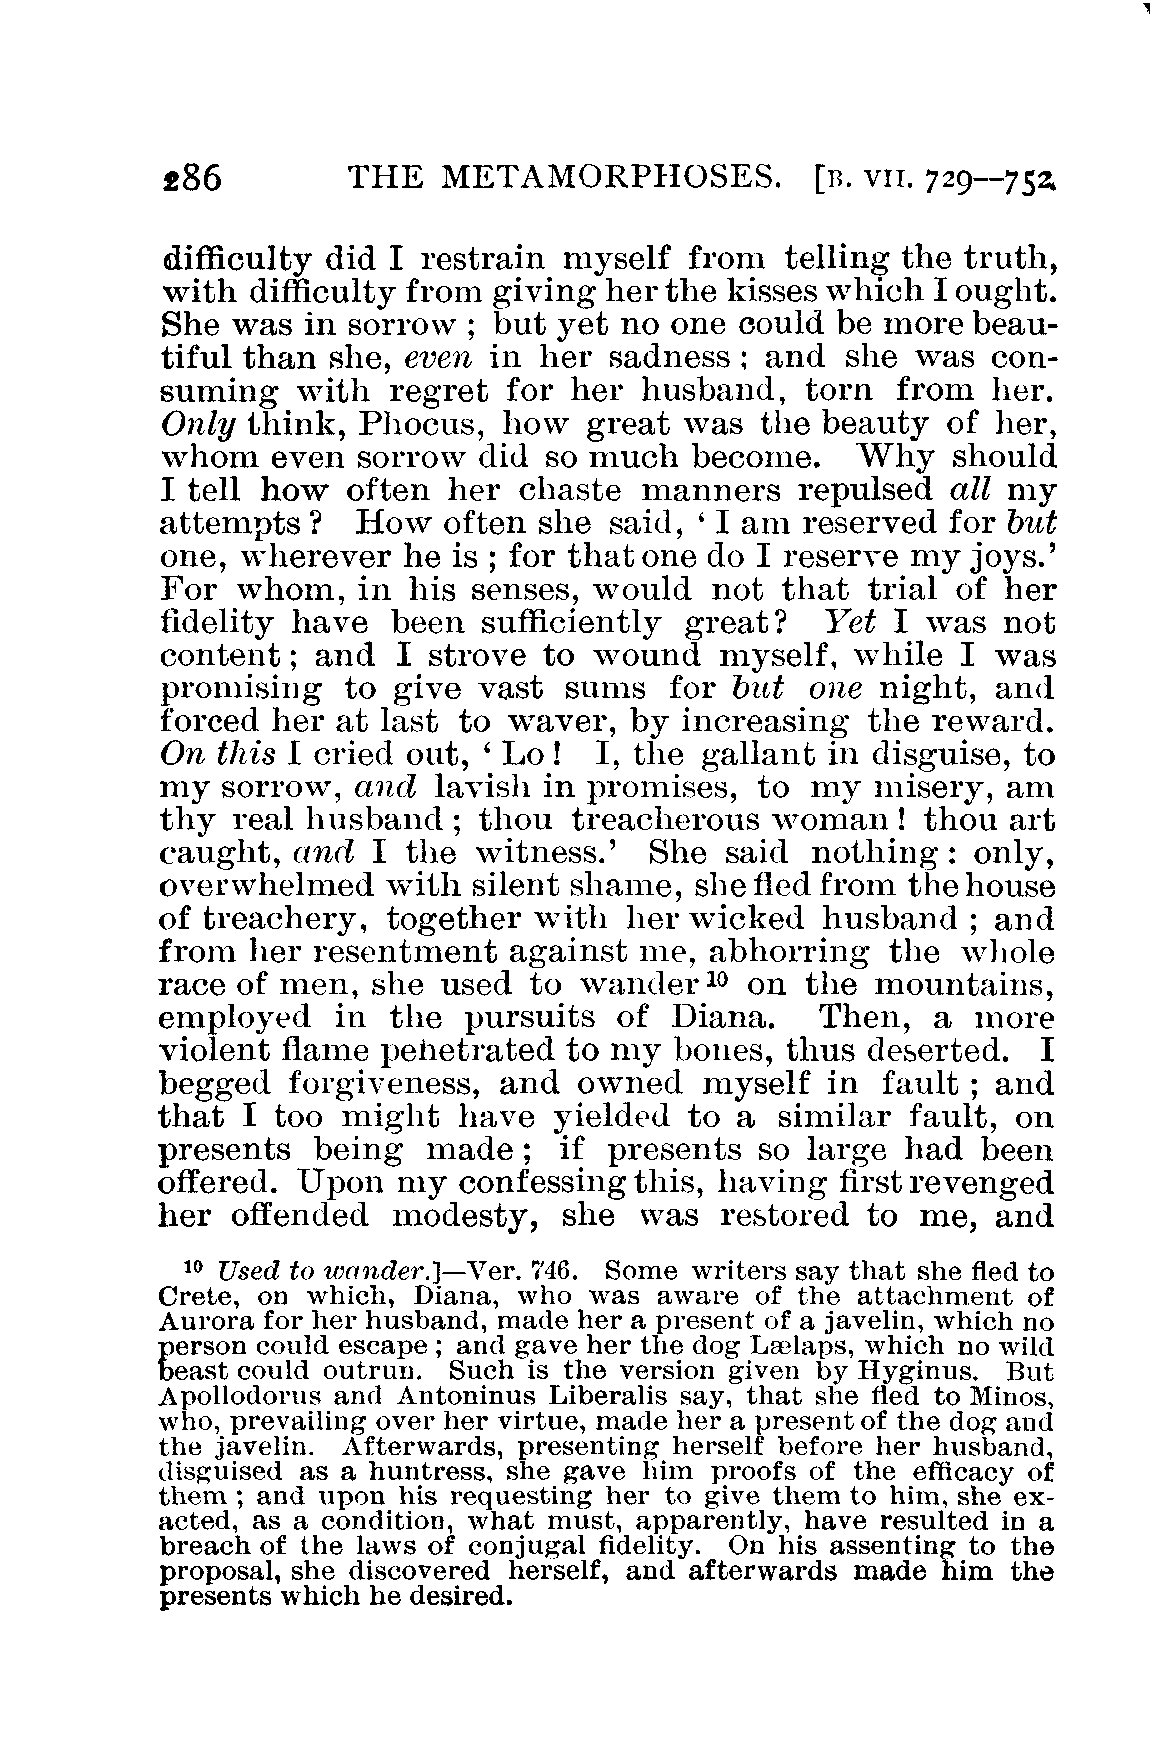 286 THE METAMORPHOSES. [B. VII. 729—752
difficulty did I restrain myself from telling the truth,
with difficulty from giving her the kisses which I ought.
She was in sorrow ; but yet no one could be more beau-
tiful than she, even in her sadness ; and she was con-
suming with regret for her husband, torn from her.
Only think, Phocus, how great was the beauty of her,
whom even sorrow did so much become. Why should
I tell how often her chaste manners repulsed all my
attempts ? How often she said, ‘ I am reserved for but
one, wherever he is ; for that one do I reserve my joys.’
For whom, in his senses, would not that trial of her
fidelity have been sufficiently great? Yet I was not
content ; and I strove to wound myself, while I was
promising to give vast sums for but one night, and
forced her at last to waver, by increasing the reward.
On this I cried out, ‘ Lo ! I, the gallant in disguise, to
my sorrow, and lavish in promises, to my misery, am
thy real husband ; thou treacherous woman ! thou art
caught, and I the witness.’ She said nothing : only,
overwhelmed with silent shame, she fled from the house
of treachery, together with her wicked husband ; and
from her resentment against me, abhorring the whole
race of men, she used to wander¹⁰ on the mountains,
employed in the pursuits of Diana. Then, a more
violent flame penetrated to my bones, thus deserted. I
begged forgiveness, and owned myself in fault ; and
that I too might have yielded to a similar fault, on
presents being made ; if presents so large had been
offered. Upon my confessing this, having first revenged
her offended modesty, she was restored to me, and
¹⁰ Used to wander.]—Ver. 746. Some writers say that she fled to
Crete, on which, Diana, who was aware of the attachment of
Aurora for her husband, made her a present of a javelin, which no
person could escape ; and gave her the dog Lælaps, which no wild
beast could outrun. Such is the version given by Hyginus. But
Apollodorus and Antoninus Liberalis say, that she fled to Minos,
who, prevailing over her virtue, made her a present of the dog and
the javelin. Afterwards, presenting herself before her husband,
disguised as a huntress, she gave him proofs of the efficacy of
them ; and upon his requesting her to give them to him, she ex-
acted, as a condition, what must, apparently, have resulted in a
breach of the laws of conjugal fidelity. On his assenting to the
proposal, she discovered herself, and afterwards made him the
presents which he desired.